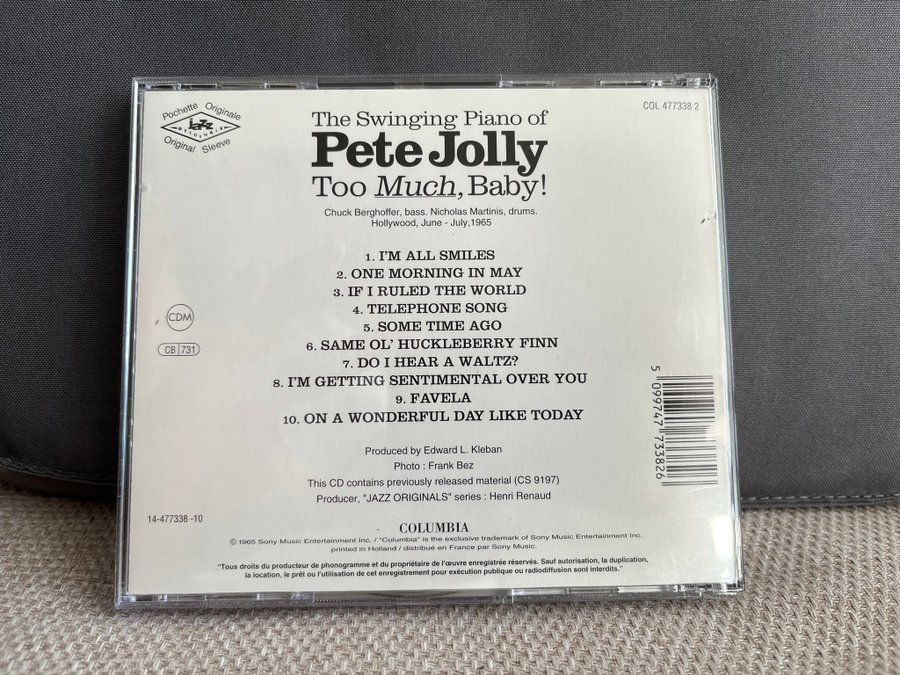 Pochette Originale
JAZZ
ORIGINALS
Original Sleeve
COL 477338 2
The Swinging Piano of
Pete Jolly
Too Much, Baby!
Chuck Berghoffer, bass. Nicholas Martinis, drums.
Hollywood, June - July,1965
1. I'M ALL SMILES
2. ONE MORNING IN MAY
3. IF I RULED THE WORLD
4. TELEPHONE SONG
5. SOME TIME AGO
6. SAME OL' HUCKLEBERRY FINN
7. DO I HEAR A WALTZ?
8. I'M GETTING SENTIMENTAL OVER YOU
9. FAVELA
10. ON A WONDERFUL DAY LIKE TODAY
CDM
CB 731
5 099747 733826
Produced by Edward L. Kleban
Photo : Frank Bez
This CD contains previously released material (CS 9197)
Producer, "JAZZ ORIGINALS" series : Henri Renaud
14-477338 -10
COLUMBIA
© 1965 Sony Music Entertainment Inc. / "Columbia" is the exclusive trademark of Sony Music Entertainment Inc.
printed in Holland / distribué en France par Sony Music.
"Tous droits du producteur de phonogramme et du propriétaire de l'œuvre enregistrée réservés. Sauf autorisation, la duplication,
la location, le prêt ou l'utilisation de cet enregistrement pour exécution publique ou radiodiffusion sont interdits."